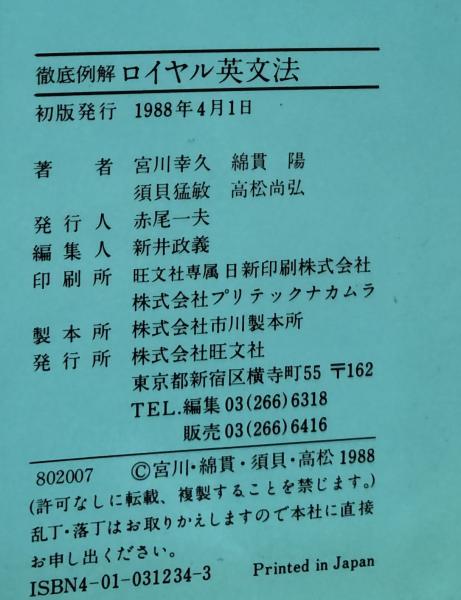 徹底例解 ロイヤル英文法
初版発行 1988年4月1日
著者 宮川幸久 綿貫 陽
須貝猛敏 高松尚弘
発行人 赤尾一夫
編集人 新井政義
印刷所 旺文社専属 日新印刷株式会社
株式会社プリテックナカムラ
製本所 株式会社市川製本所
発行所 株式会社旺文社
東京都新宿区横寺町55 〒162
TEL.編集 03(266)6318
販売 03(266)6416
802007 ©宮川・綿貫・須貝・高松 1988
(許可なしに転載、複製することを禁じます。)
乱丁・落丁はお取りかえしますので本社に直接
お申し出ください。
ISBN4-01-031234-3 Printed in Japan